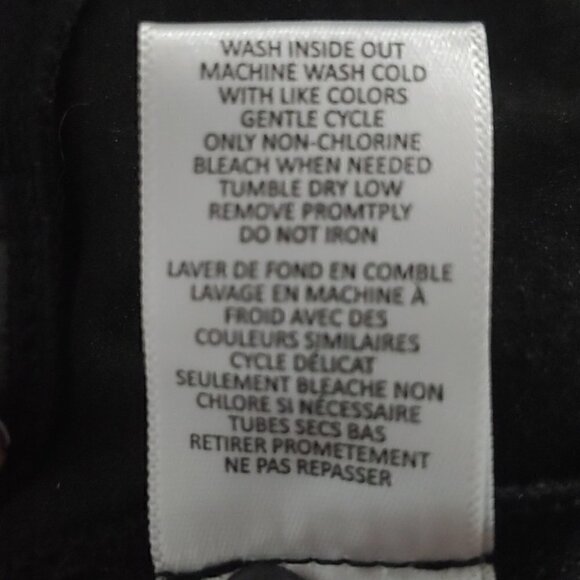 WASH INSIDE OUT
MACHINE WASH COLD
WITH LIKE COLORS
GENTLE CYCLE
ONLY NON-CHLORINE
BLEACH WHEN NEEDED
TUMBLE DRY LOW
REMOVE PROMTPLY
DO NOT IRON
LAVER DE FOND EN COMBLE
LAVAGE EN MACHINE À
FROID AVEC DES
COULEURS SIMILAIRES
CYCLE DÉLICAT
SEULEMENT BLEACHE NON
CHLORE SI NÉCESSAIRE
TUBES SECS BAS
RETIRER PROMETEMENT
NE PAS REPASSER